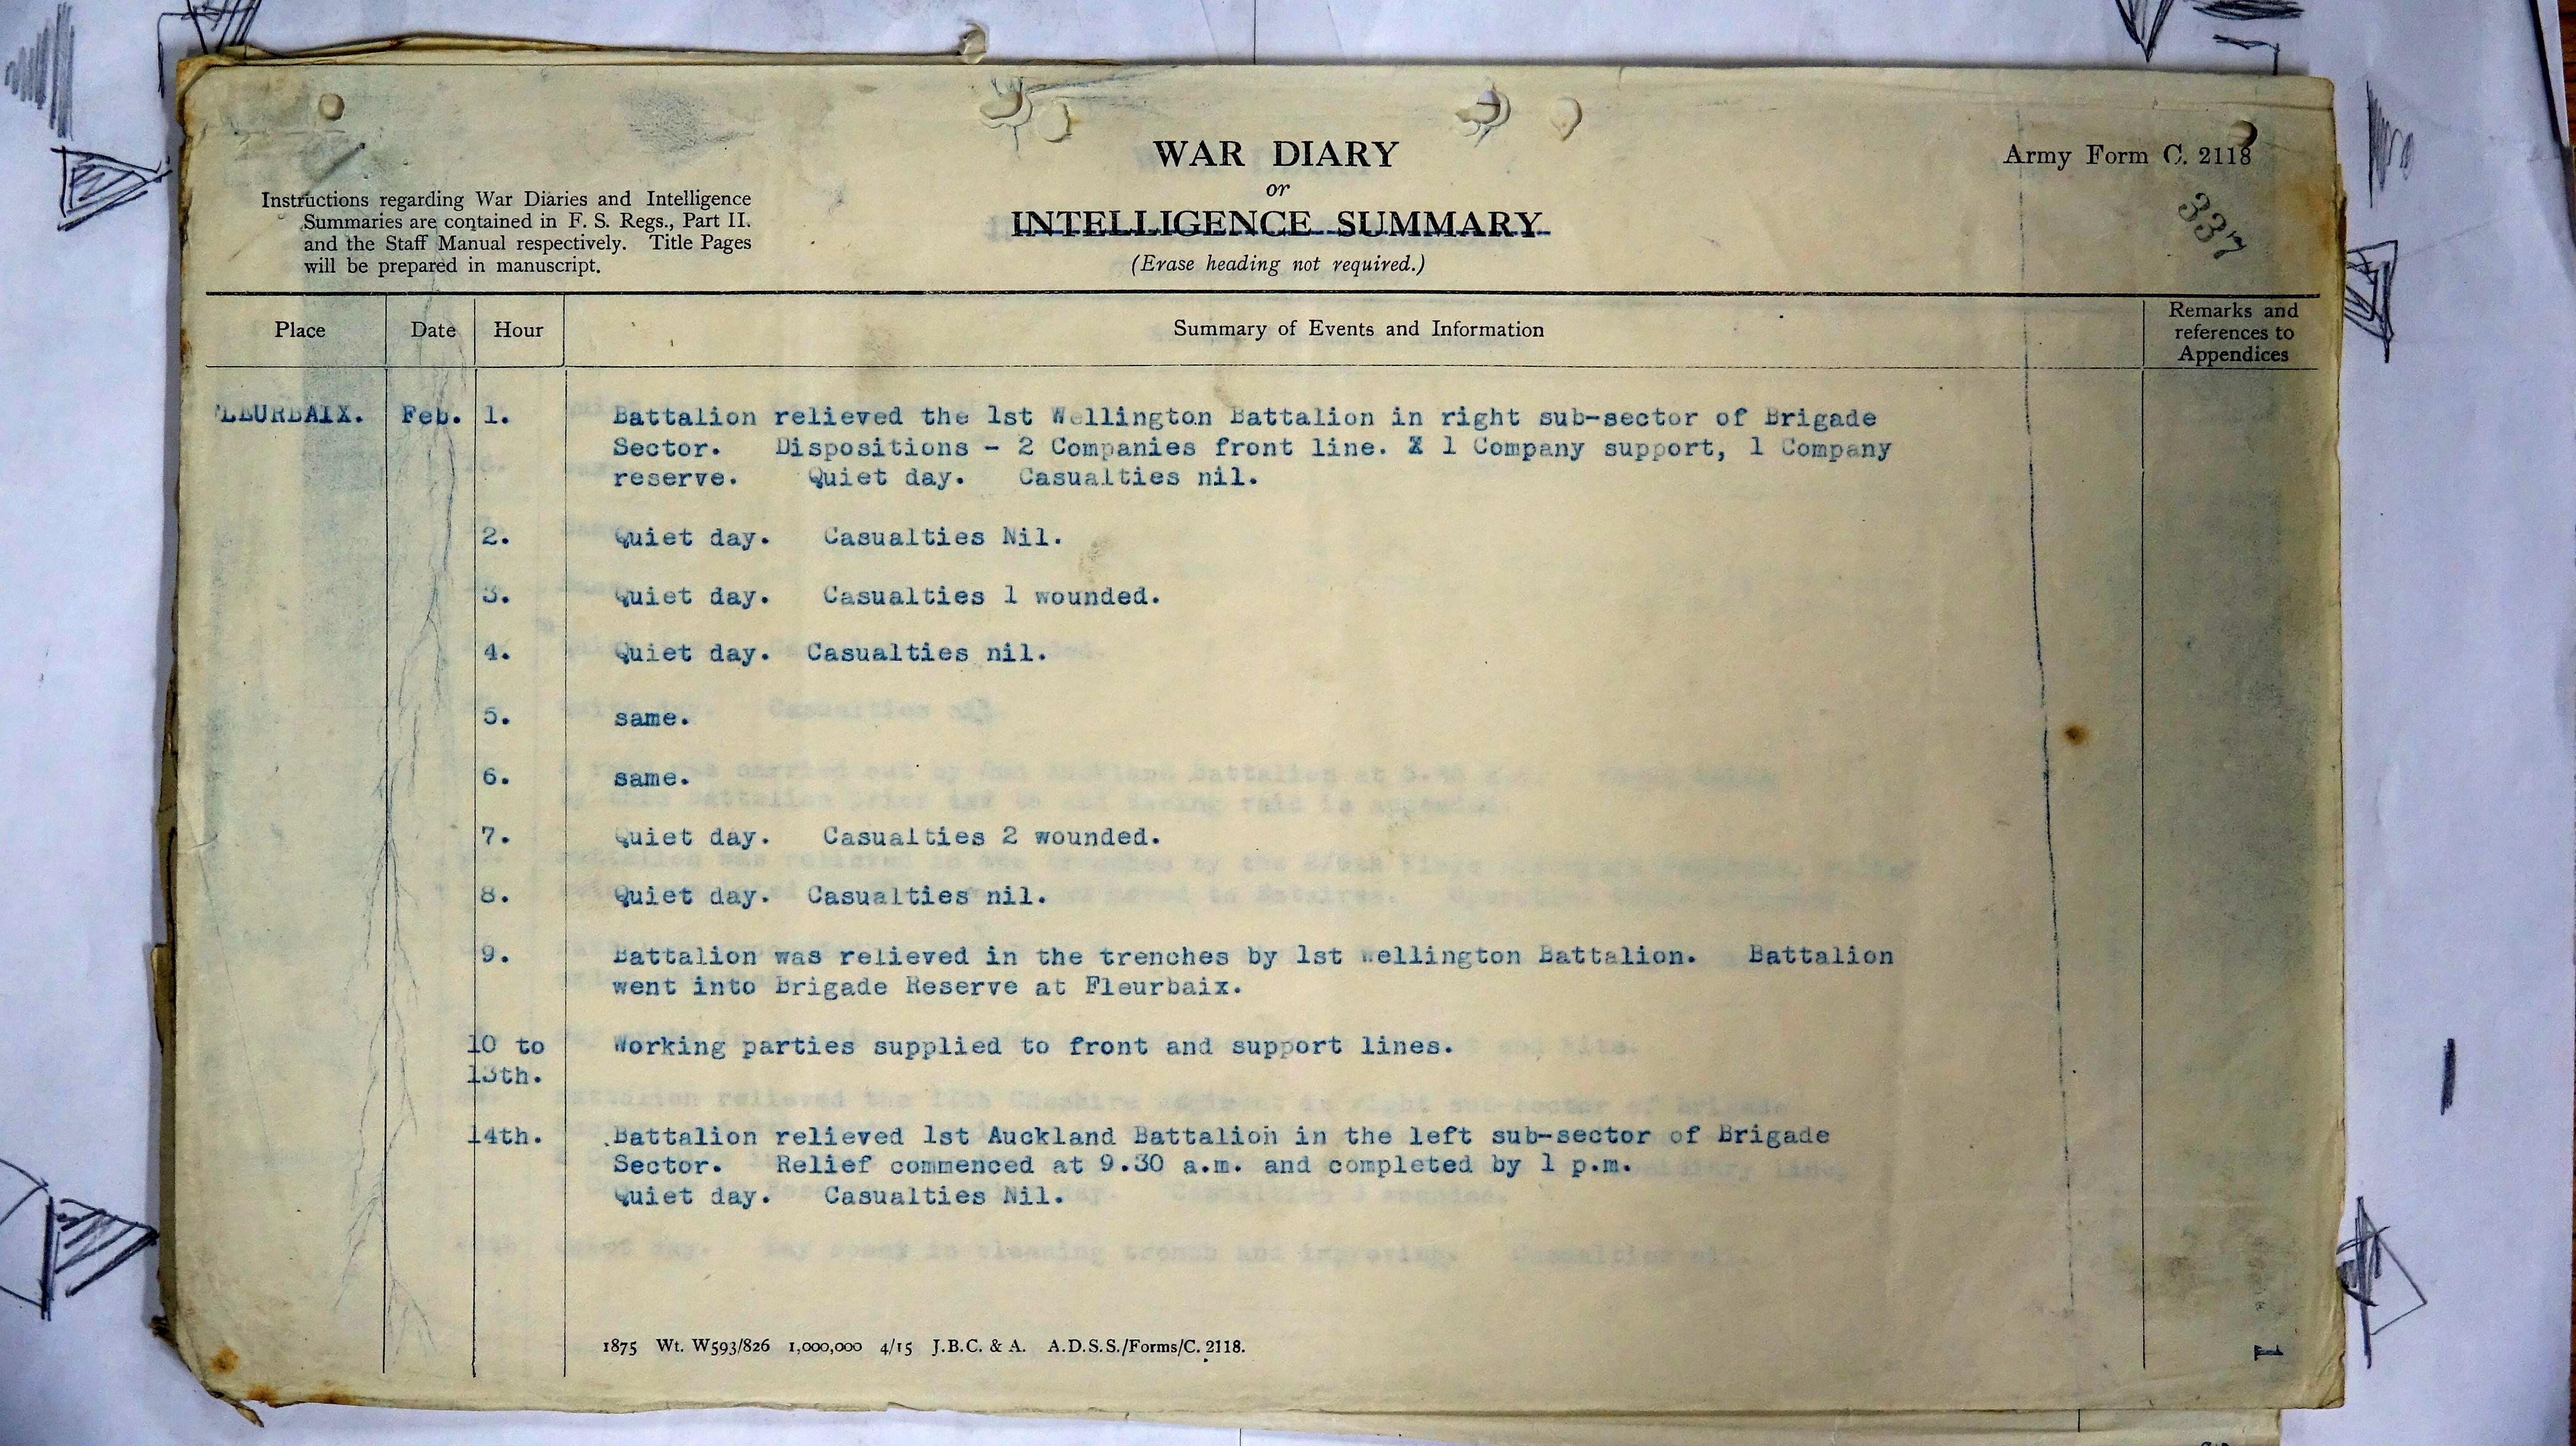 WAR DIARY
or
INTELLIGENCE SUMMARY
(Erase heading not required.)
Army Form C. 2118
337
Instructions regarding War Diaries and Intelligence
Summaries are contained in F. S. Regs., Part II.
and the Staff Manual respectively. Title Pages
will be prepared in manuscript.
Place Date Hour Summary of Events and Information Remarks and
references to
Appendices
LEURBAIX. Feb. 1. Battalion relieved the 1st Wellington Battalion in right sub-sector of Brigade
Sector. Dispositions - 2 Companies front line. X 1 Company support, 1 Company
reserve. Quiet day. Casualties nil.
2. Quiet day. Casualties Nil.
3. Quiet day. Casualties 1 wounded.
4. Quiet day. Casualties nil.
5. same.
6. same.
7. Quiet day. Casualties 2 wounded.
8. Quiet day. Casualties nil.
9. Battalion was relieved in the trenches by 1st Wellington Battalion. Battalion
went into Brigade Reserve at Fleurbaix.
10 to Working parties supplied to front and support lines.
13th.
14th. Battalion relieved 1st Auckland Battalion in the left sub-sector of Brigade
Sector. Relief commenced at 9.30 a.m. and completed by 1 p.m.
Quiet day. Casualties Nil.
1875 Wt. W593/826 1,000,000 4/15 J.B.C. & A. A.D.S.S./Forms/C. 2118.
1